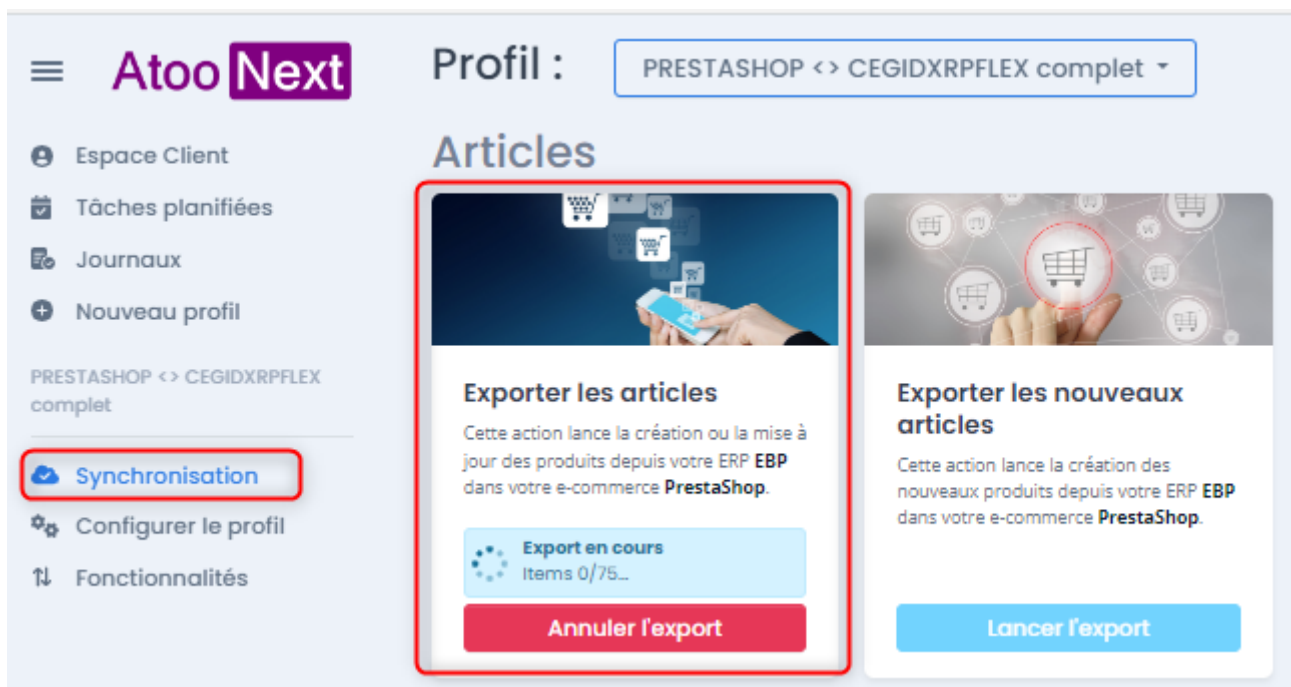 Atoo Next
Profil :
PRESTASHOP <> CEGIDXRPFLEX complet
Espace Client
Tâches planifiées
Journaux
Nouveau profil
PRESTASHOP <> CEGIDXRPFLEX
complet
Synchronisation
Configurer le profil
Fonctionnalités
Articles
Exporter les articles
Cette action lance la création ou la mise à
jour des produits depuis votre ERP EBP
dans votre e-commerce PrestaShop.
Export en cours
Items 0/75...
Annuler l'export
Exporter les nouveaux
articles
Cette action lance la création des
nouveaux produits depuis votre ERP EBP
dans votre e-commerce PrestaShop.
Lancer l'export